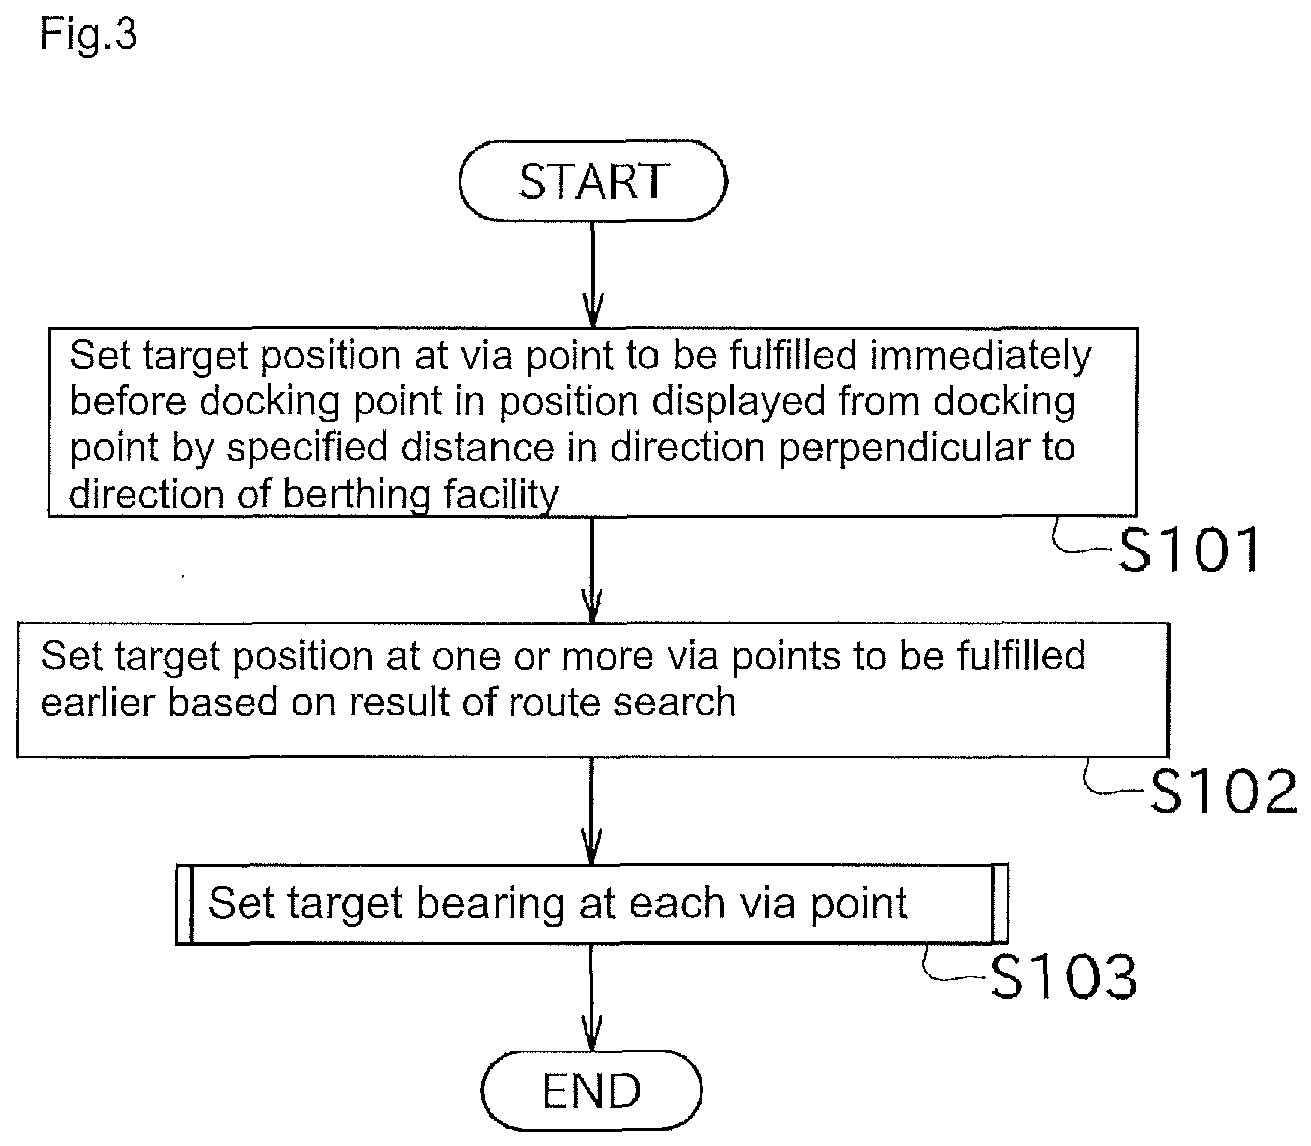 Fig.3
START
Set target position at via point to be fulfilled immediately
before docking point in position displayed from docking
point by specified distance in direction perpendicular to
direction of berthing facility
S101
Set target position at one or more via points to be fulfilled
earlier based on result of route search
S102
Set target bearing at each via point
S103
END